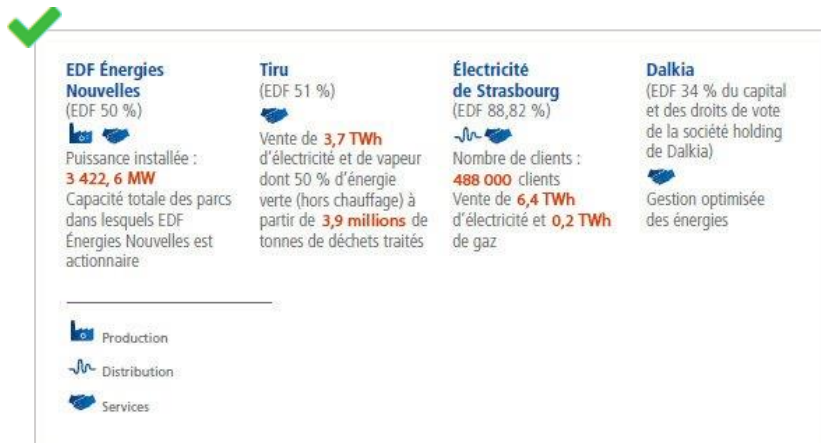 EDF Énergies
Nouvelles
(EDF 50 %)
Puissance installée :
3 422, 6 MW
Capacité totale des parcs
dans lesquels EDF
Énergies Nouvelles est
actionnaire
Tiru
(EDF 51 %)
Vente de 3,7 TWh
d'électricité et de vapeur
dont 50 % d'énergie
verte (hors chauffage) à
partir de 3,9 millions de
tonnes de déchets traités
Électricité
de Strasbourg
(EDF 88,82 %)
Nombre de clients :
488 000 clients
Vente de 6,4 TWh
d'électricité et 0,2 TWh
de gaz
Dalkia
(EDF 34 % du capital
et des droits de vote
de la société holding
de Dalkia)
Gestion optimisée
des énergies
Production
Distribution
Services